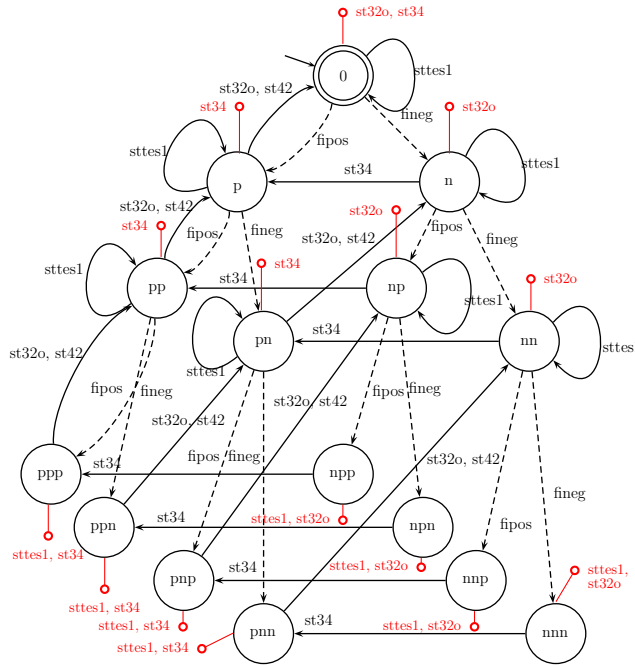 st32o, st34
0
sttes1
st32o, st42
st34
fineg
st32o
fipos
sttes1
st34
sttes1
p
n
st32o, st42
st34
fipos
fineg
st32o
fipos
st32o, st42
fineg
sttes1
st34
st34
st32o
pp
np
sttes1
pn
st34
nn
sttes
st32o, st42
sttes1
fipos
fineg
fipos
fineg
st32o, st42
st32o, st42
fipos
fineg
st32o, st42
ppp
st34
npp
fineg
ppn
st34
sttes1, st32o
npn
fipos
sttes1, st34
pnp
st34
sttes1, st32o
nnp
sttes1,
st32o
sttes1, st34
sttes1, st34
pnn
st34
sttes1, st32o
nnn
sttes1, st34